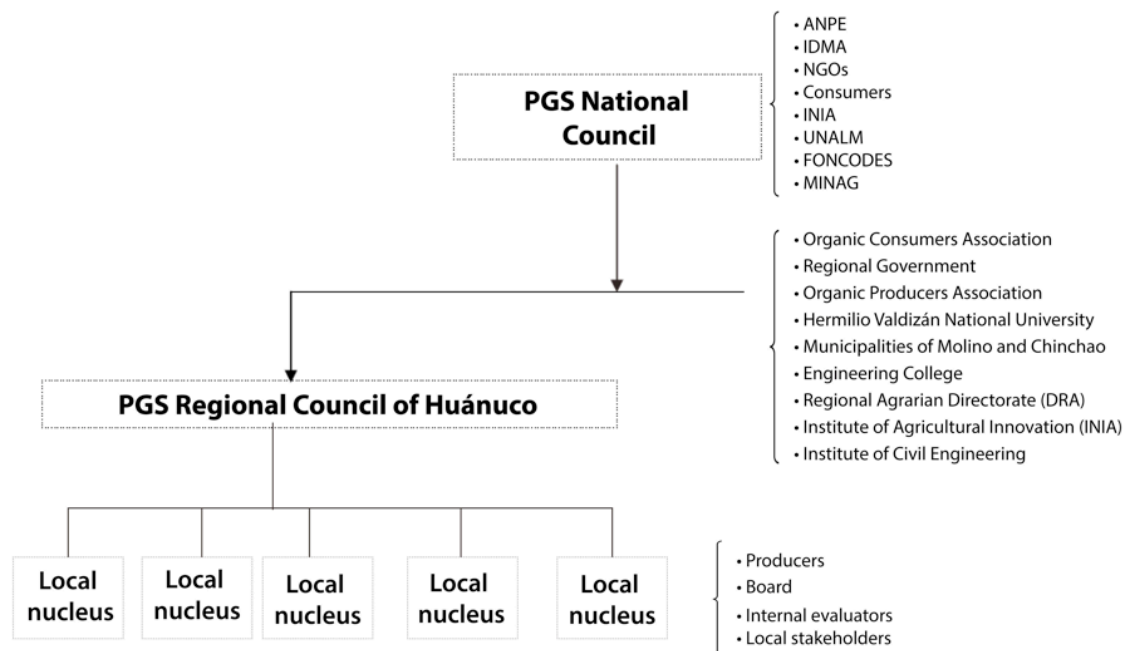 PGS National
Council
• ANPE
• IDMA
• NGOs
• Consumers
• INIA
• UNALM
• FONCODES
• MINAG
• Organic Consumers Association
• Regional Government
• Organic Producers Association
• Hermilio Valdizán National University
• Municipalities of Molino and Chinchao
• Engineering College
• Regional Agrarian Directorate (DRA)
• Institute of Agricultural Innovation (INIA)
• Institute of Civil Engineering
PGS Regional Council of Huánuco
Local
nucleus
Local
nucleus
Local
nucleus
Local
nucleus
Local
nucleus
• Producers
• Board
• Internal evaluators
• Local stakeholders